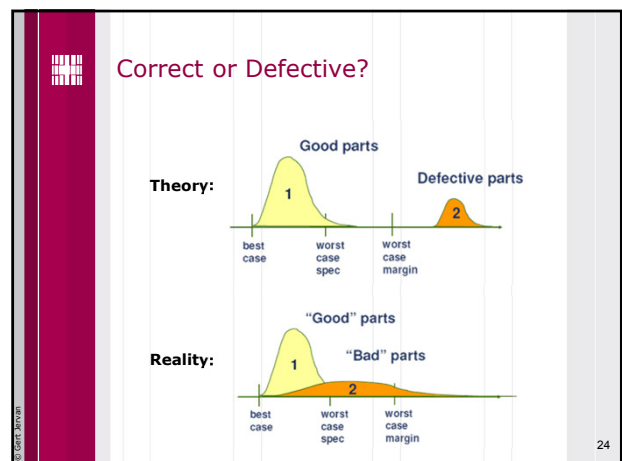 Correct or Defective?
Good parts
Theory:
Defective parts
1
2
best
case
worst
case
spec
worst
case
margin
"Good" parts
Reality:
"Bad" parts
1
2
best
case
worst
case
spec
worst
case
margin
© Gert Jervan
24